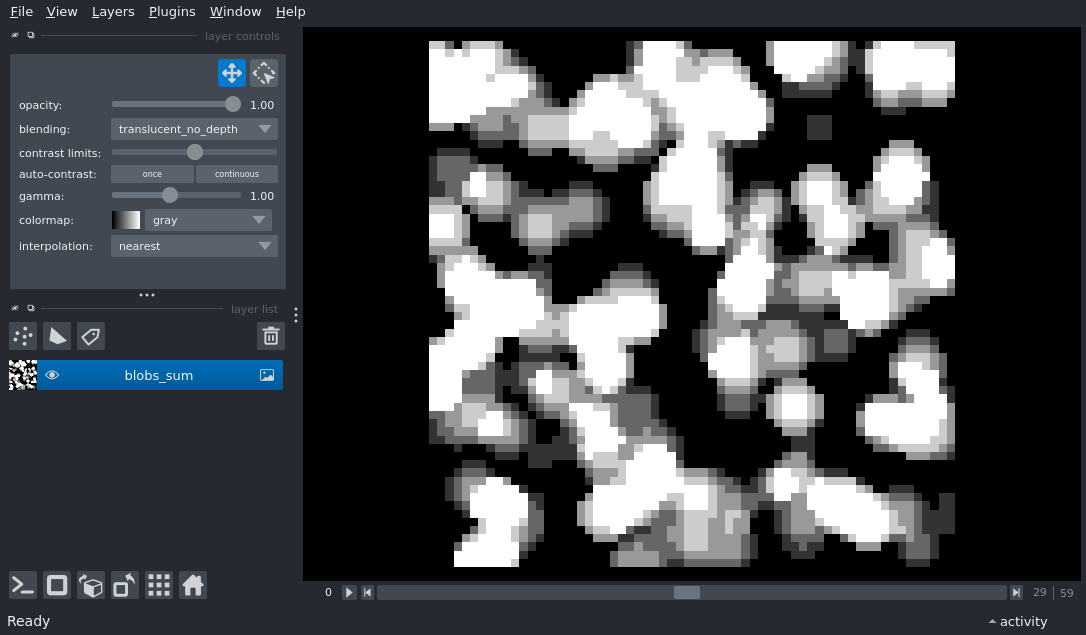 File View Layers Plugins Window Help
layer controls
opacity: 1.00
blending: translucent_no_depth
contrast limits:
auto-contrast: once continuous
gamma: 1.00
colormap: gray
interpolation: nearest
layer list
blobs_sum
0 29 59
Ready activity